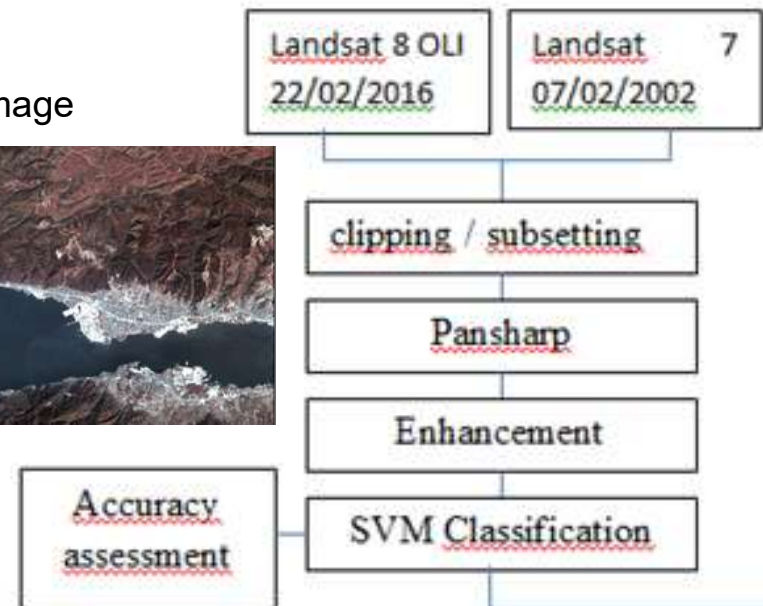 Landsat 8 OLI
22/02/2016
Landsat 7
07/02/2002
clipping / subsetting
Pansharp
Enhancement
Accuracy
assessment
SVM Classification